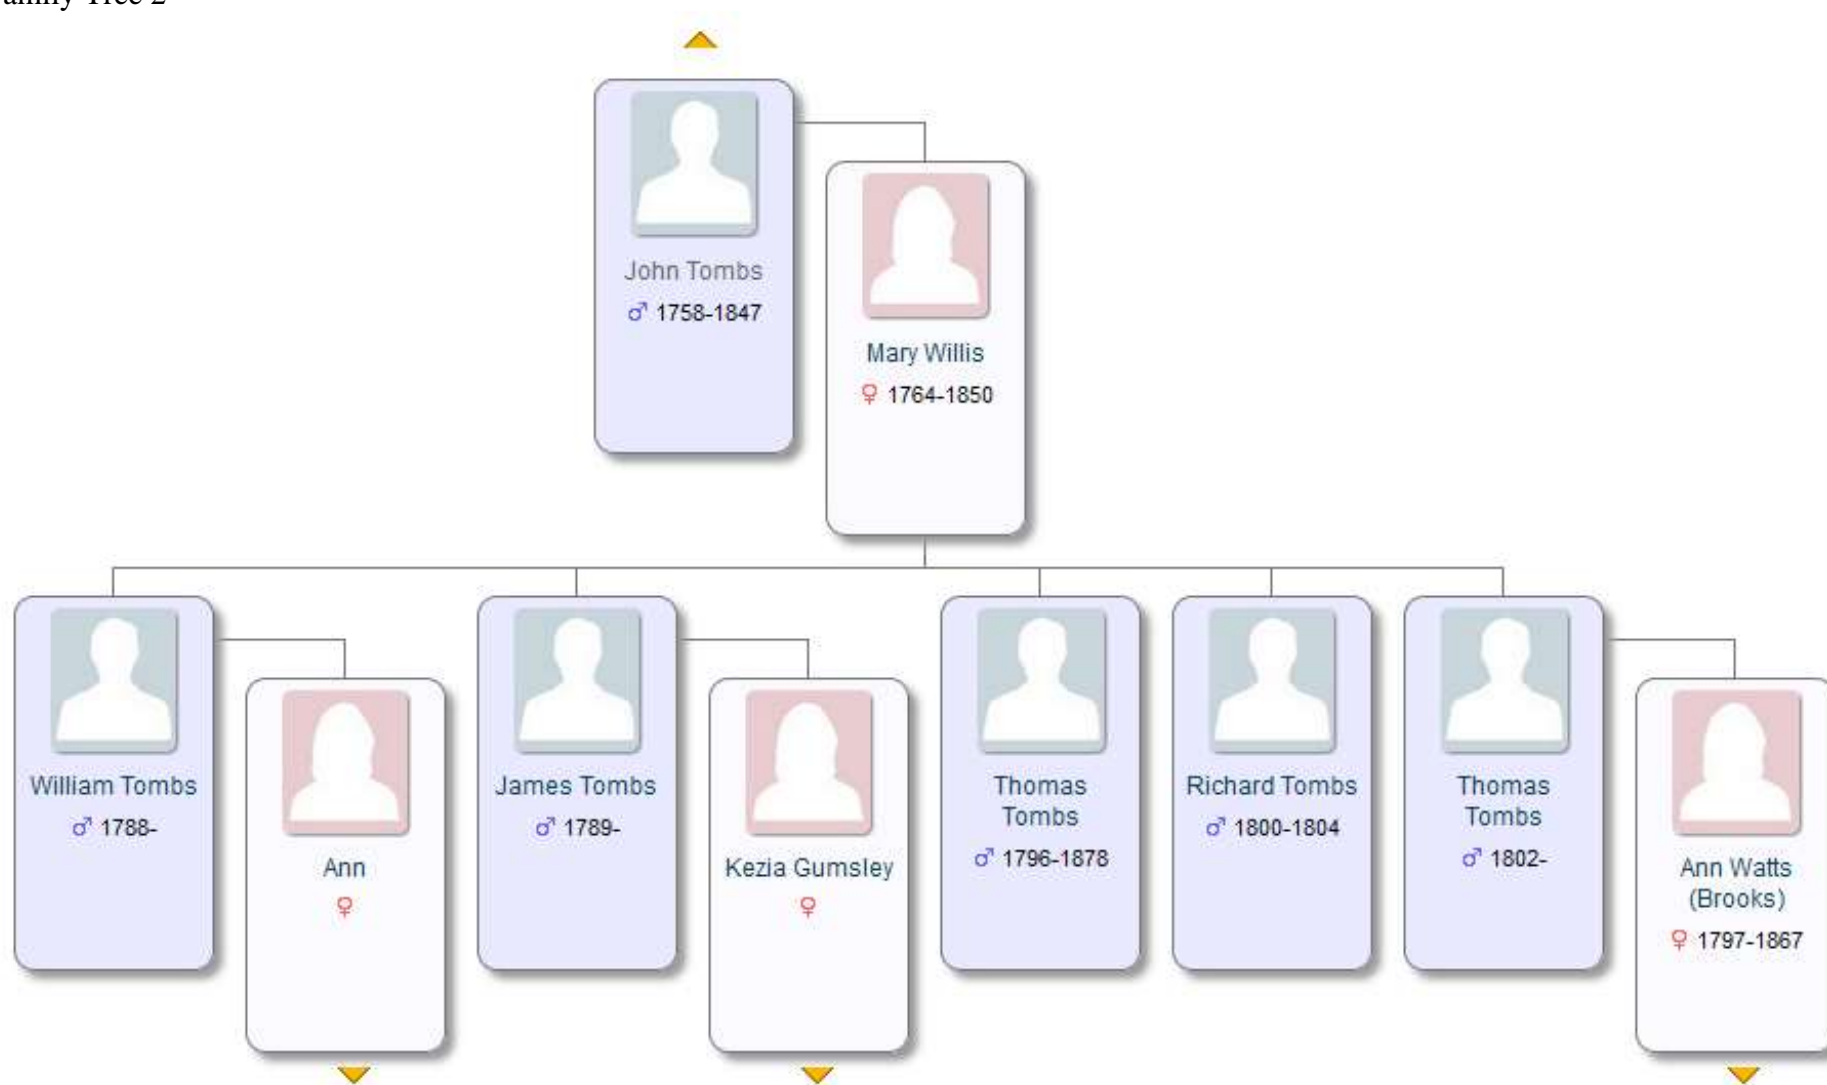 Tree 2
John Tombs
♂ 1758-1847
Mary Willis
♀ 1764-1850
William Tombs
♂ 1788-
Ann
♀
James Tombs
♂ 1789-
Kezia Gumsley
♀
Thomas
Tombs
♂ 1796-1878
Richard Tombs
♂ 1800-1804
Thomas
Tombs
♂ 1802-
Ann Watts
(Brooks)
♀ 1797-1867